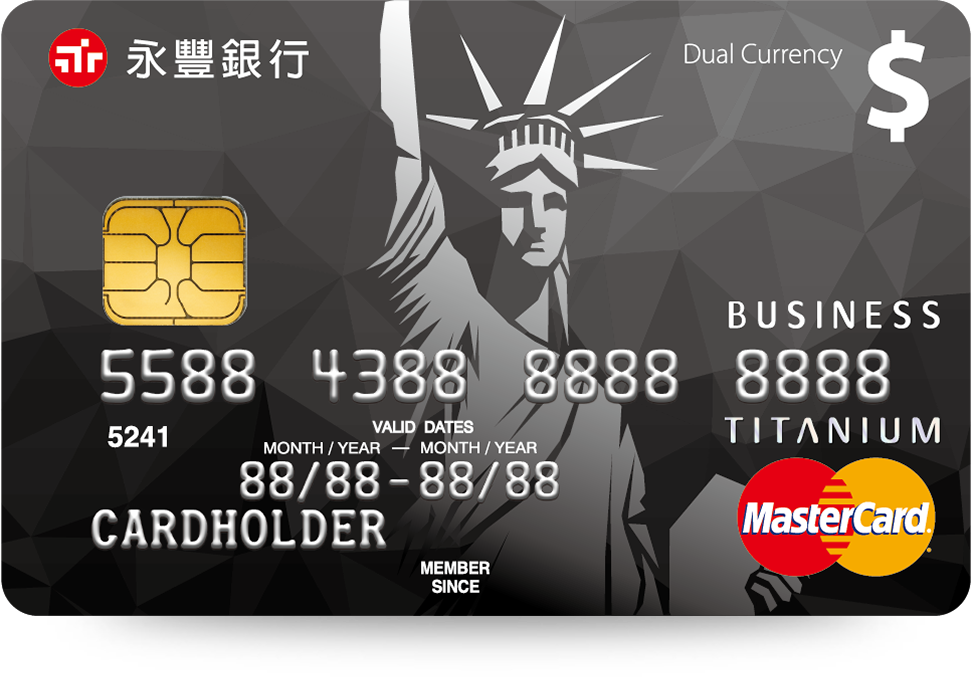 永豐銀行
Dual Currency
$
BUSINESS
5588 4388 8888 8888
5241
TITANIUM
VALID DATES
MONTH / YEAR — MONTH / YEAR
88/88-88/88
CARDHOLDER
MasterCard.
MEMBER
SINCE